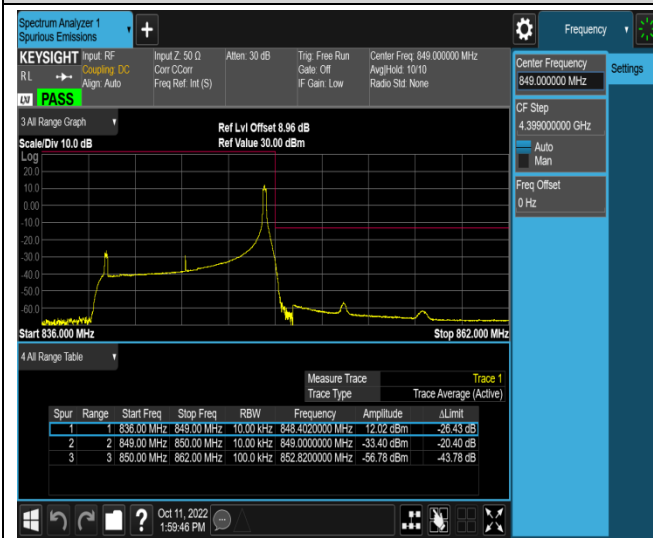 Spectrum Analyzer 1
Spurious Emissions
Frequency
KEYSIGHT
RL
LXI
PASS
Input: RF
Coupling: DC
Align: Auto
Input Z: 50 Ω
Corr CCorr
Freq Ref: Int (S)
Atten: 30 dB
Trig: Free Run
Gate: Off
IF Gain: Low
Center Freq: 849.000000 MHz
Avg|Hold: 10/10
Radio Std: None
Center Frequency
849.000000 MHz
Settings
CF Step
4.399000000 GHz
Auto
Man
Freq Offset
0 Hz
3 All Range Graph
Scale/Div 10.0 dB
Ref Lvl Offset 8.96 dB
Ref Value 30.00 dBm
Log
20.0
10.0
0.00
-10.0
-20.0
-30.0
-40.0
-50.0
-60.0
Start 836.000 MHz
Stop 862.000 MHz
4 All Range Table
Measure Trace Trace 1
Trace Type Trace Average (Active)
Spur Range Start Freq Stop Freq RBW Frequency Amplitude ΔLimit
1 1 836.00 MHz 849.00 MHz 10.00 kHz 848.4020000 MHz 12.02 dBm -26.43 dB
2 2 849.00 MHz 850.00 MHz 10.00 kHz 849.0000000 MHz -33.40 dBm -20.40 dB
3 3 850.00 MHz 862.00 MHz 100.0 kHz 852.8200000 MHz -56.78 dBm -43.78 dB
Oct 11, 2022
1:59:46 PM